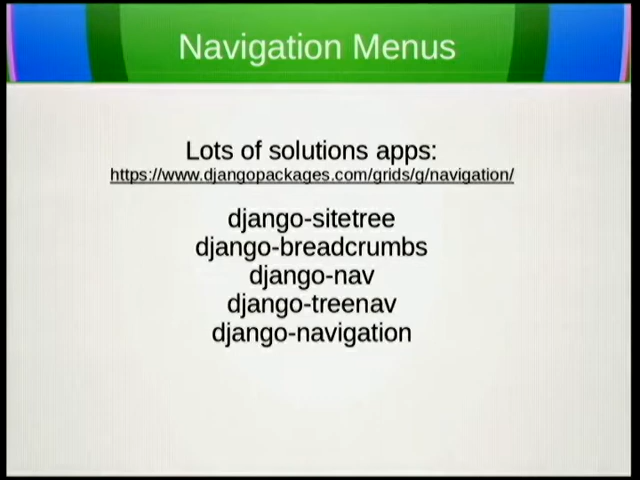 Navigation Menus
Lots of solutions apps:
https://www.djangopackages.com/grids/g/navigation/
django-sitetree
django-breadcrumbs
django-nav
django-treenav
django-navigation